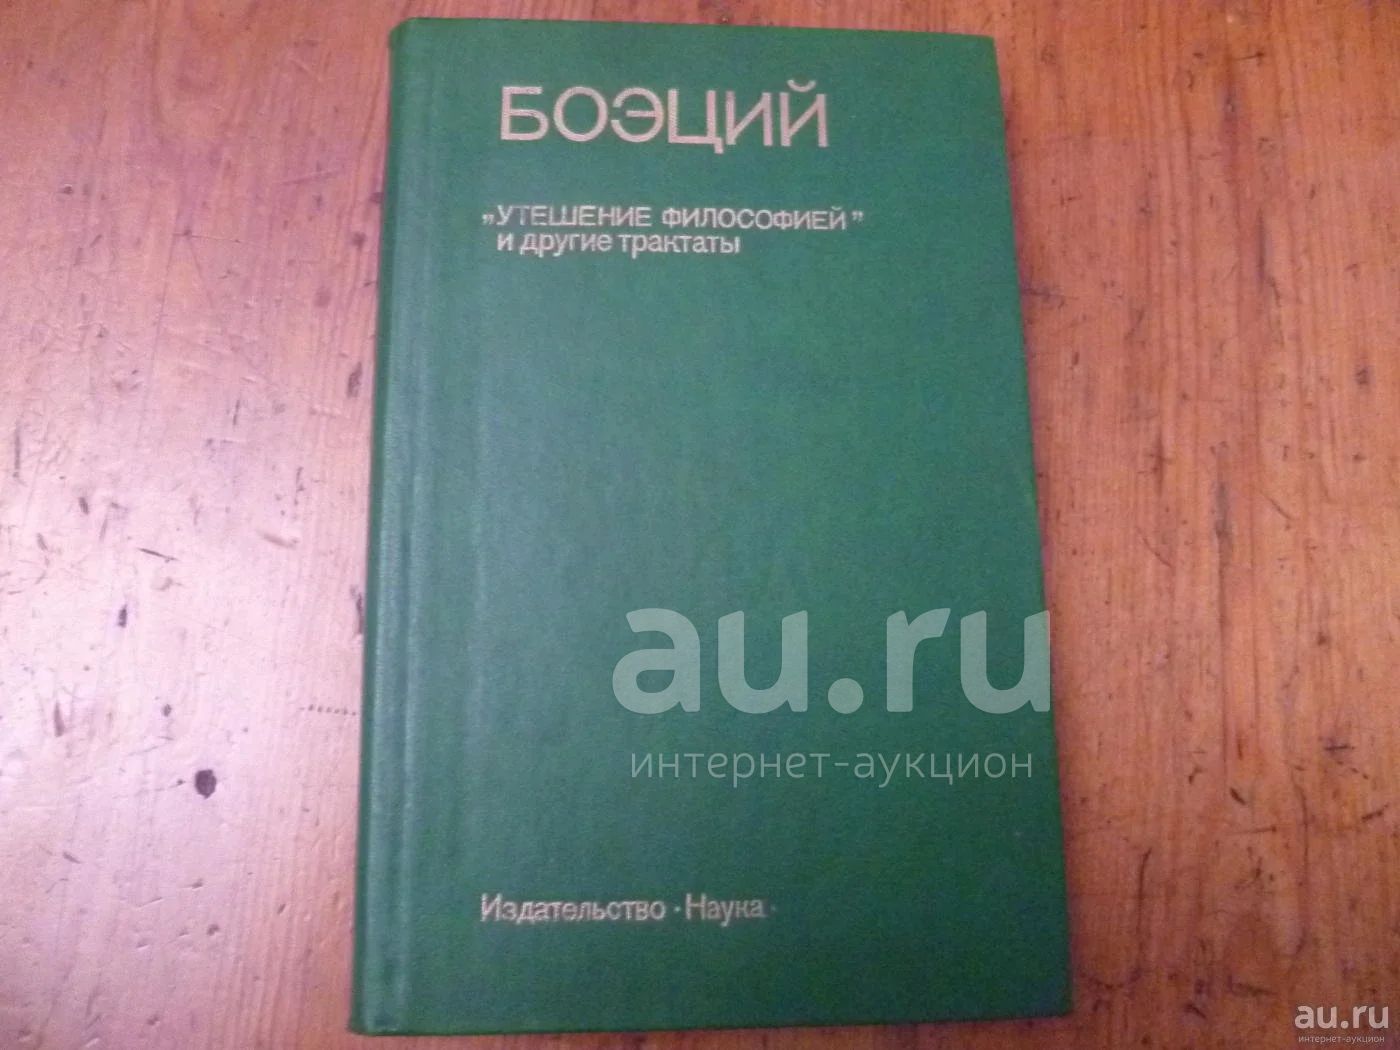 БОЭЦИЙ
„УТЕШЕНИЕ ФИЛОСОФИЕЙ”
и другие трактаты
au.ru
интернет-аукцион
Издательство ·Наука·
au.ru
интернет-аукцион